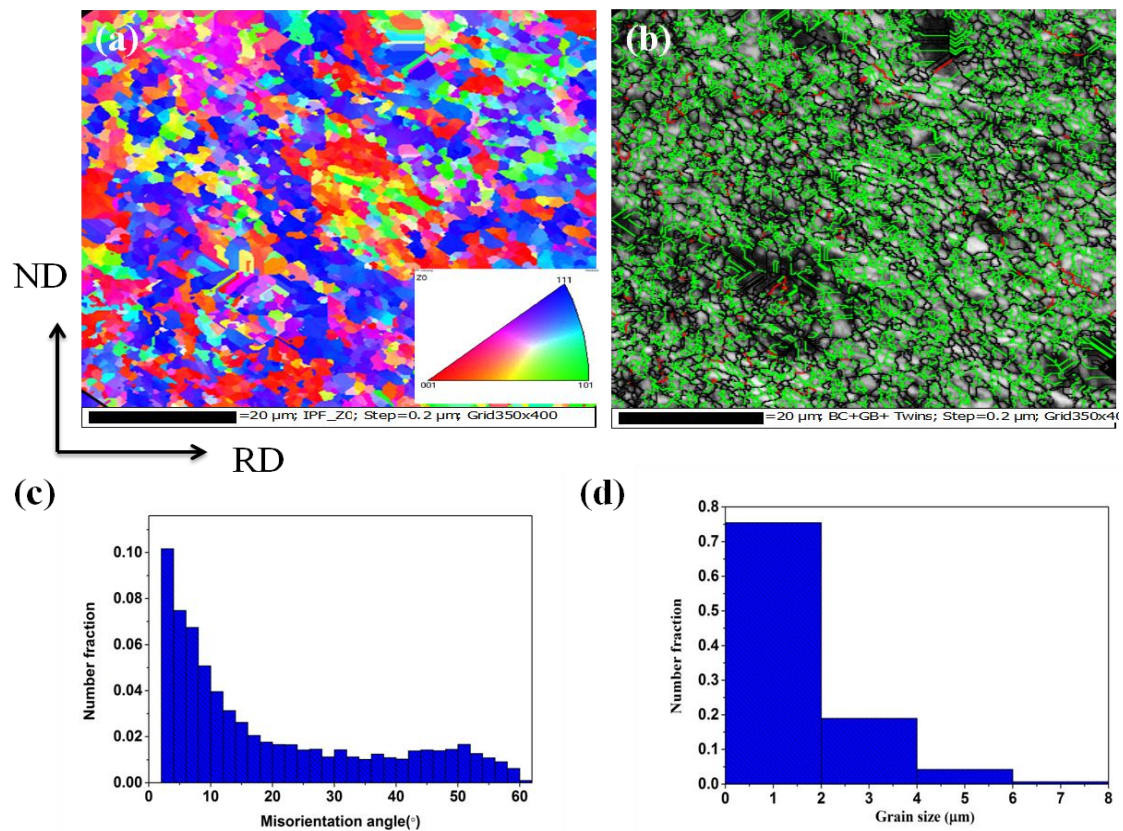 (a)
(b)
Z0
111
001
101
=20 µm; IPF_Z0; Step=0.2 µm; Grid350x400
=20 µm; BC+GB+ Twins; Step=0.2 µm; Grid350x40
ND
RD
(c)
(d)
Number fraction
0.10
0.08
0.06
0.04
0.02
0.00
0 10 20 30 40 50 60
Misorientation angle(°)
Number fraction
0.8
0.7
0.6
0.5
0.4
0.3
0.2
0.1
0.0
0 1 2 3 4 5 6 7 8
Grain size (µm)